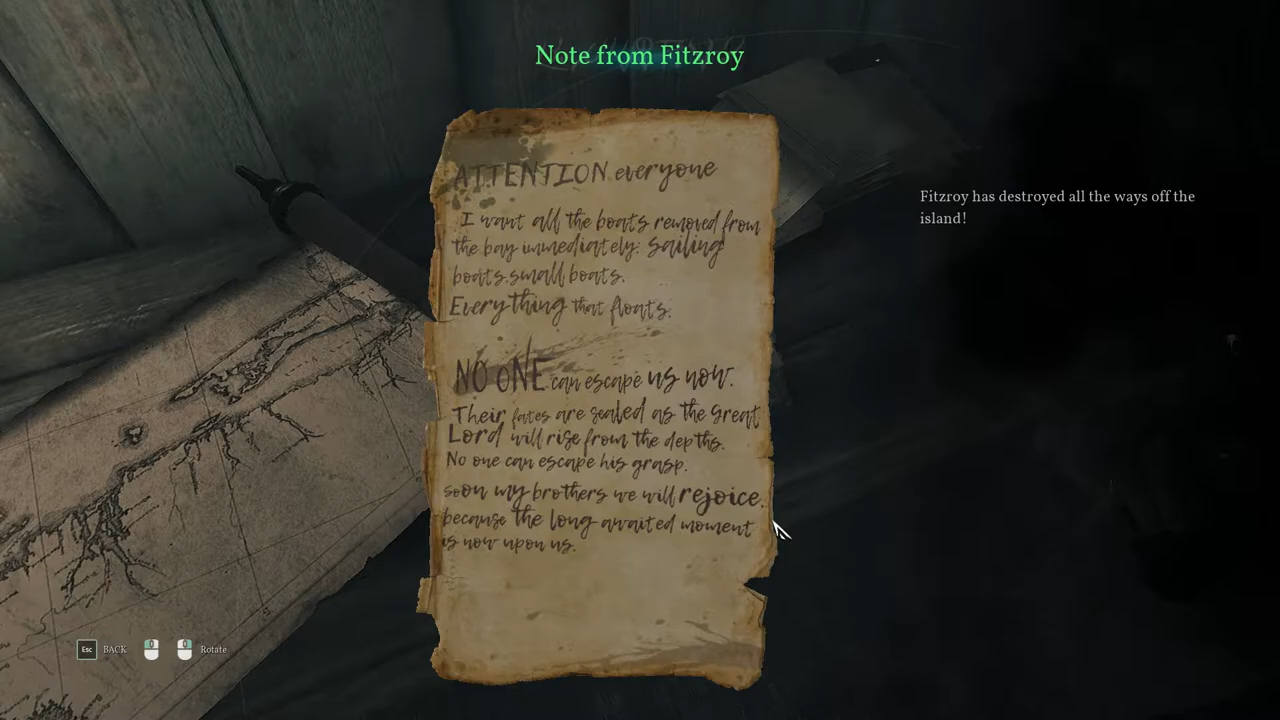 Note from Fitzroy
ATTENTION everyone
I want all the boats removed from
the bay immediately: Sailing
boats, small boats.
Everything that floats.
NO ONE can escape us now.
Their fates are sealed as the great
Lord will rise from the depths.
No one can escape his grasp.
soon my brothers we will rejoice,
because the long awaited moment
is now upon us.
Fitzroy has destroyed all the ways off the
island!
Esc BACK Rotate